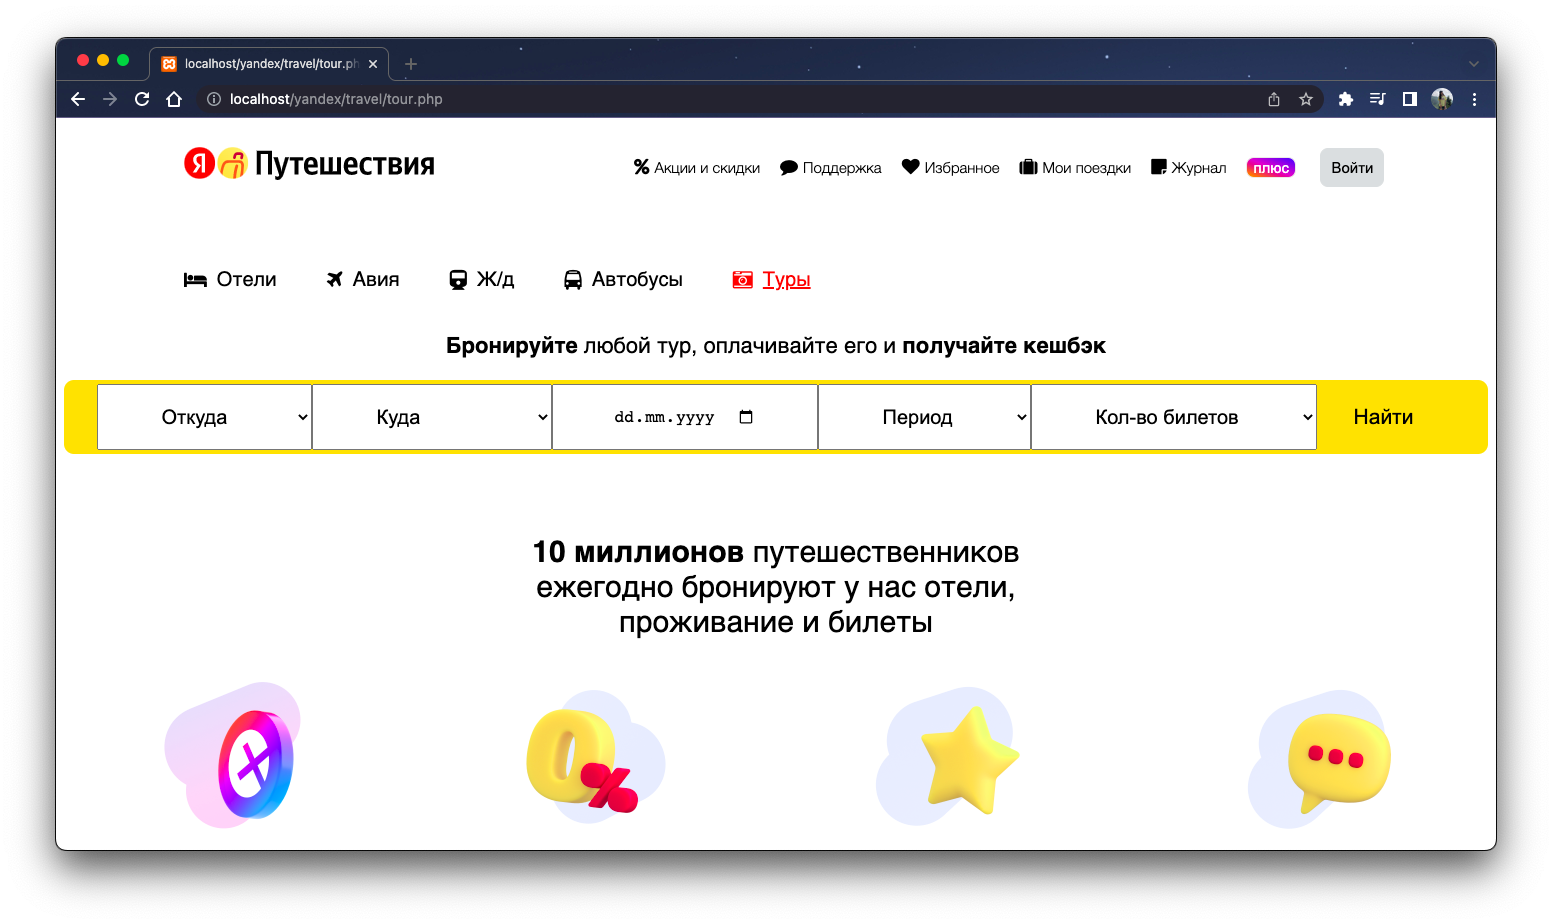 localhost/yandex/travel/tour.ph
localhost/yandex/travel/tour.php
Я Путешествия
Акции и скидки Поддержка Избранное Мои поездки Журнал плюс Войти
Отели Авия Ж/д Автобусы Туры
Бронируйте любой тур, оплачивайте его и получайте кешбэк
Откуда Куда dd.mm.yyyy Период Кол-во билетов Найти
10 миллионов путешественников
ежегодно бронируют у нас отели,
проживание и билеты
0%